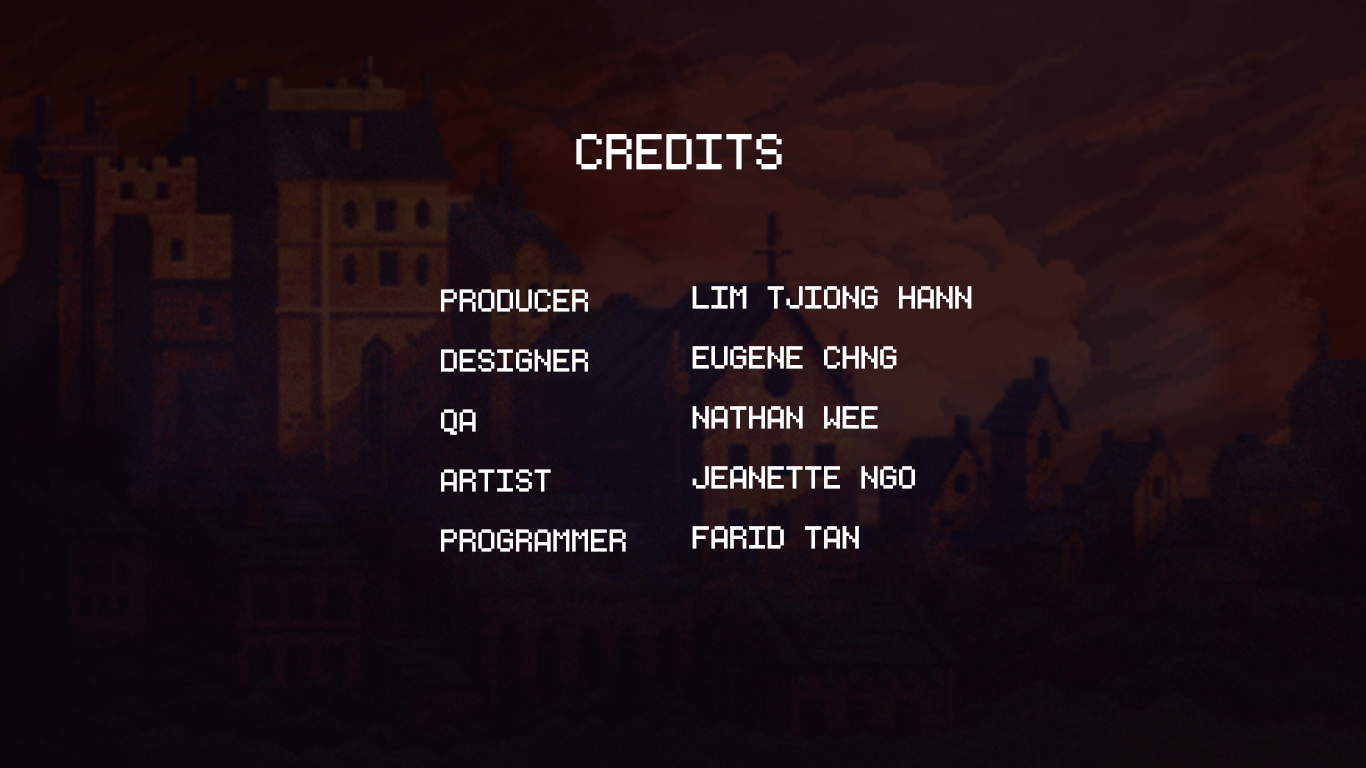 CREDITS
PRODUCER LIM TJIONG HANN
DESIGNER EUGENE CHNG
QA NATHAN WEE
ARTIST JEANETTE NGO
PROGRAMMER FARID TAN